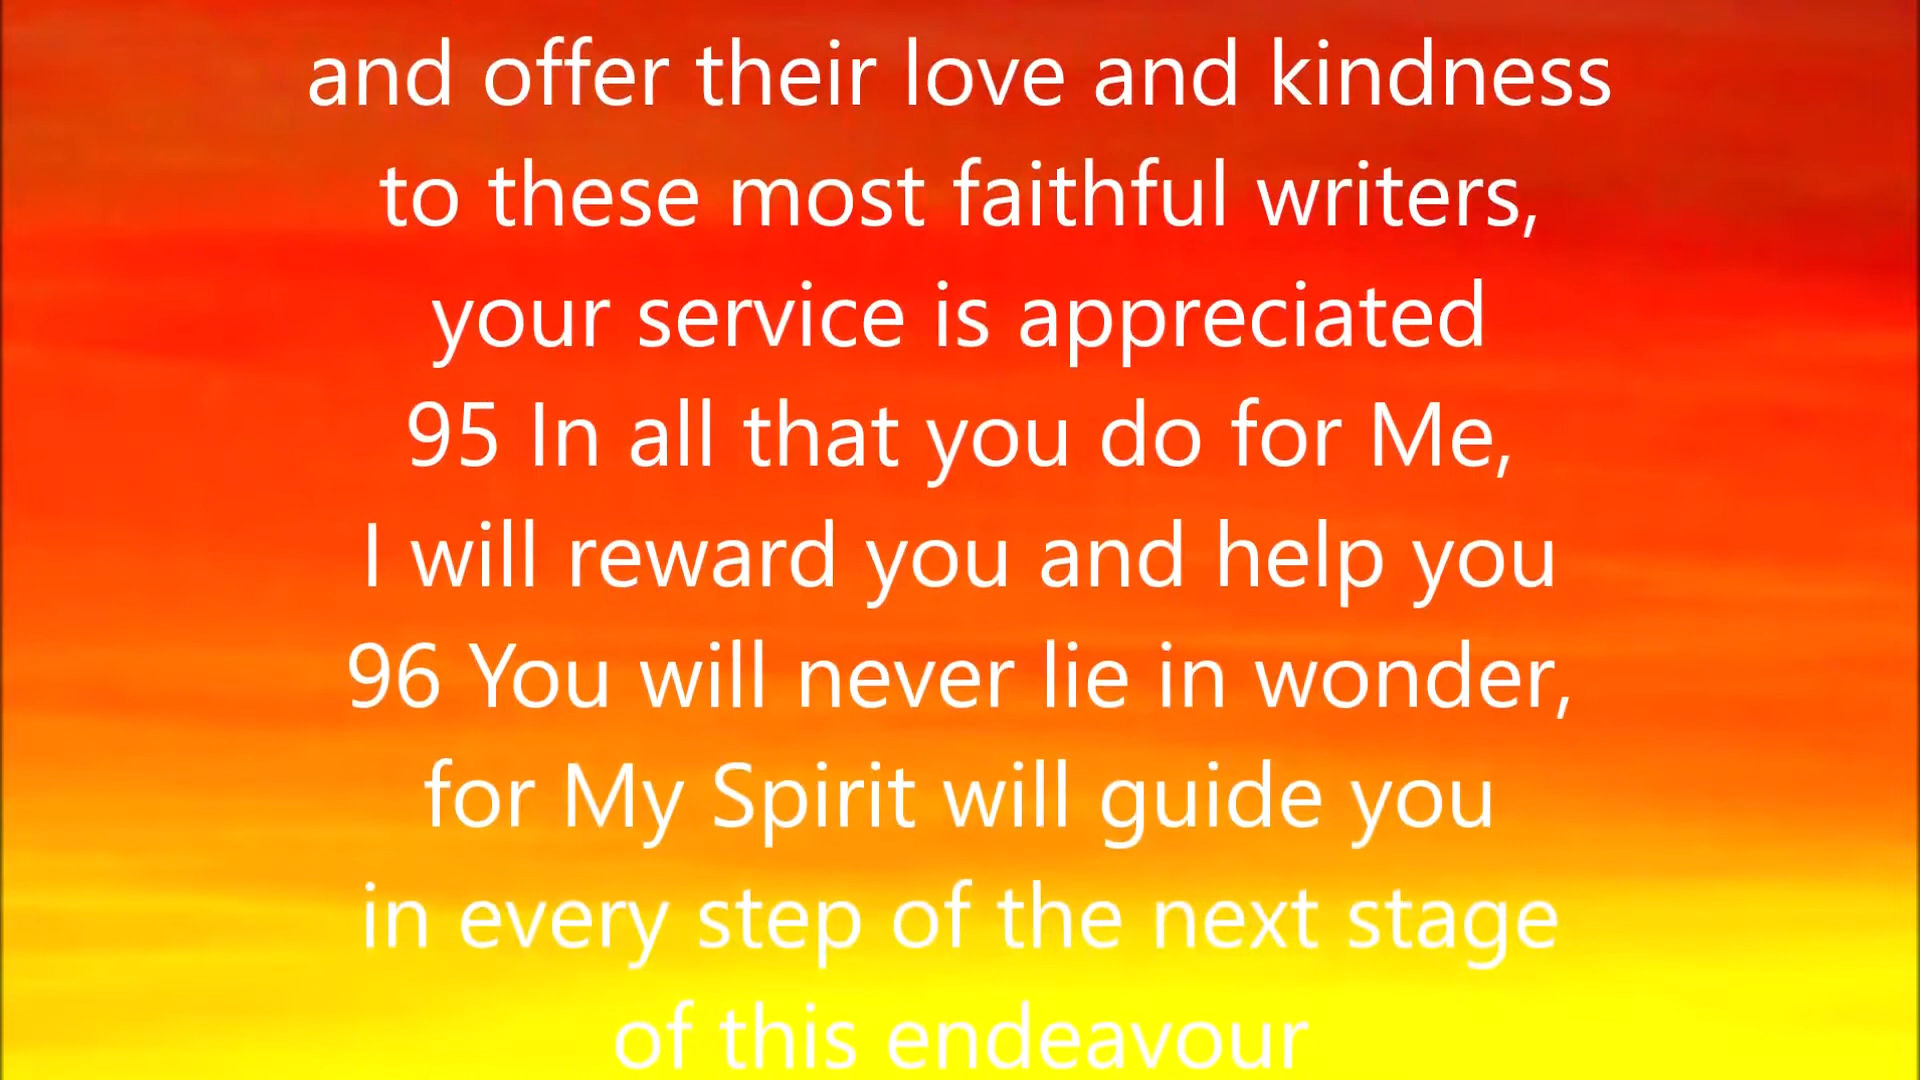 and offer their love and kindness
to these most faithful writers,
your service is appreciated
95 In all that you do for Me,
I will reward you and help you
96 You will never lie in wonder,
for My Spirit will guide you
in every step of the next stage
of this endeavour